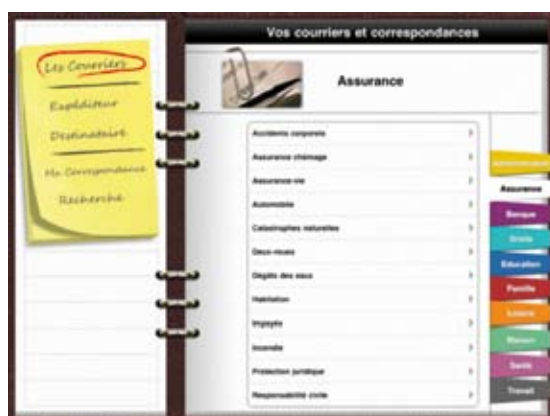 Vos courriers et correspondances
Les Courriers
Expéditeur
Destinataire
Ma Correspondance
Recherche
Assurance
Accidents corporels
Assurance chômage
Assurance-vie
Automobile
Catastrophes naturelles
Deux-roues
Dégâts des eaux
Habitation
Impayés
Incendie
Protection juridique
Responsabilité civile
Administration
Assurance
Banque
Droits
Education
Famille
Loisirs
Maison
Santé
Travail